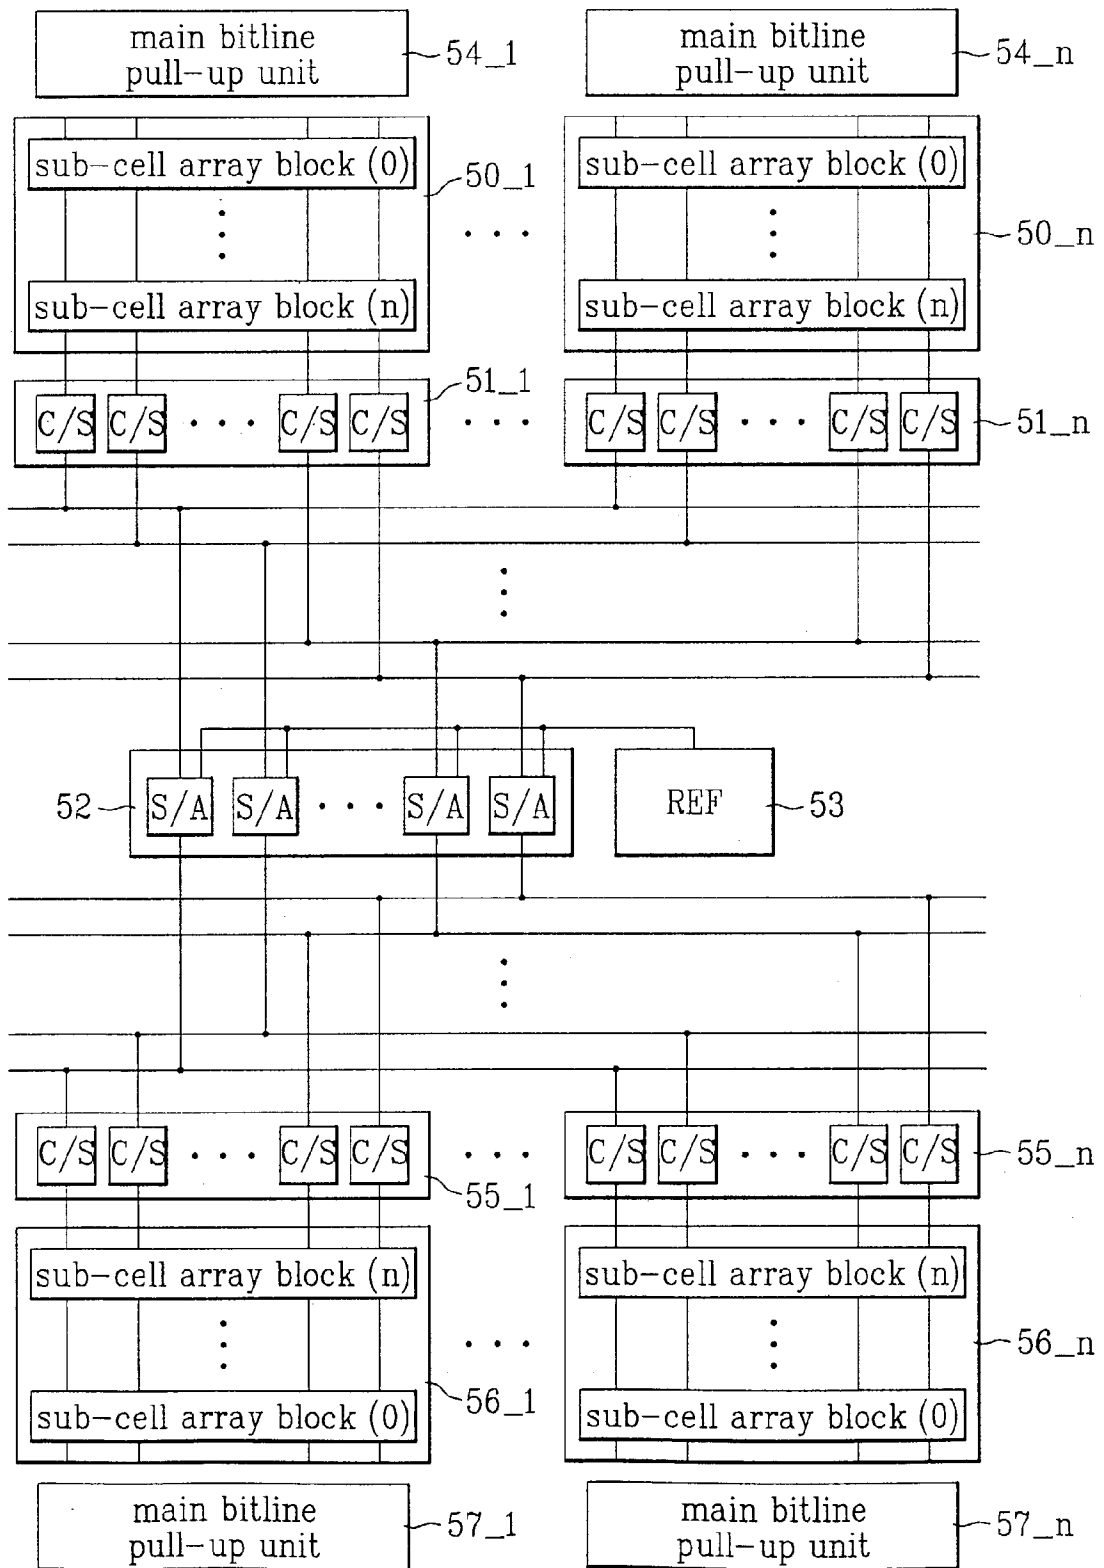 main bitline
pull-up unit
54_1
main bitline
pull-up unit
54_n
sub-cell array block (0)
50_1
sub-cell array block (n)
sub-cell array block (0)
50_n
sub-cell array block (n)
51_1
C/S C/S C/S C/S
C/S C/S C/S C/S
51_n
52
S/A S/A S/A S/A
REF
53
C/S C/S C/S C/S
55_1
C/S C/S C/S C/S
55_n
sub-cell array block (n)
sub-cell array block (0)
56_1
sub-cell array block (n)
56_n
sub-cell array block (0)
main bitline
pull-up unit
57_1
main bitline
pull-up unit
57_n